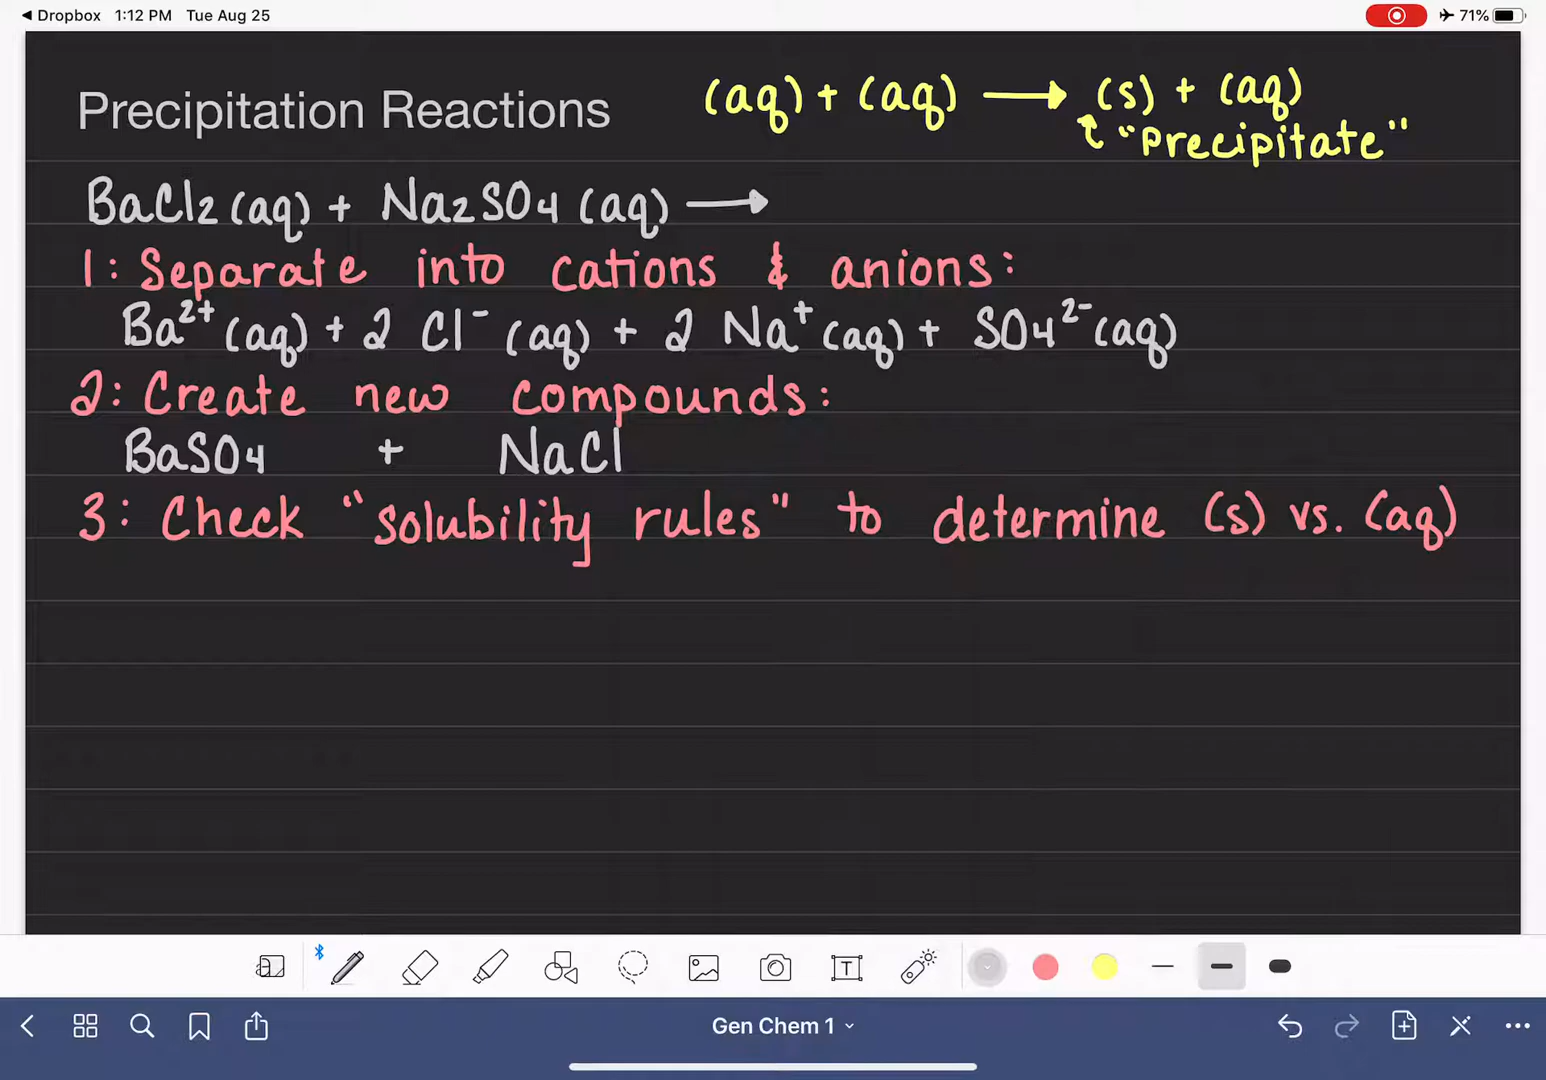 Dropbox 1:12 PM Tue Aug 25 71%
Precipitation Reactions (aq) + (aq) ⟶ (s) + (aq)
"Precipitate"
BaCl₂(aq) + Na₂SO₄(aq) ⟶
1: Separate into cations & anions:
Ba²⁺(aq) + 2 Cl⁻(aq) + 2 Na⁺(aq) + SO₄²⁻(aq)
2: Create new compounds:
BaSO₄ + NaCl
3: Check "solubility rules" to determine (s) vs. (aq)
Gen Chem 1